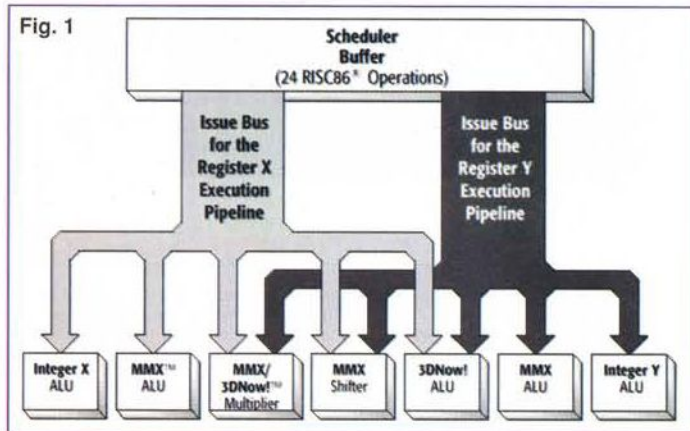 Fig. 1
Scheduler
Buffer
(24 RISC86® Operations)
Issue Bus
for the
Register X
Execution
Pipeline
Issue Bus
for the
Register Y
Execution
Pipeline
Integer X
ALU
MMX™
ALU
MMX/
3DNow!™
Multiplier
MMX
Shifter
3DNow!
ALU
MMX
ALU
Integer Y
ALU